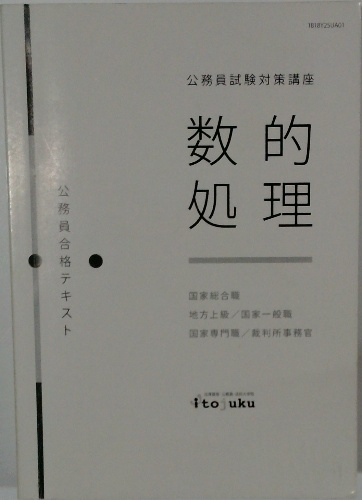 公務員試験対策講座
数的
処理
公務員合格テキスト
国家総合職
地方上級／国家一般職
国家専門職／裁判所事務官
itojuku